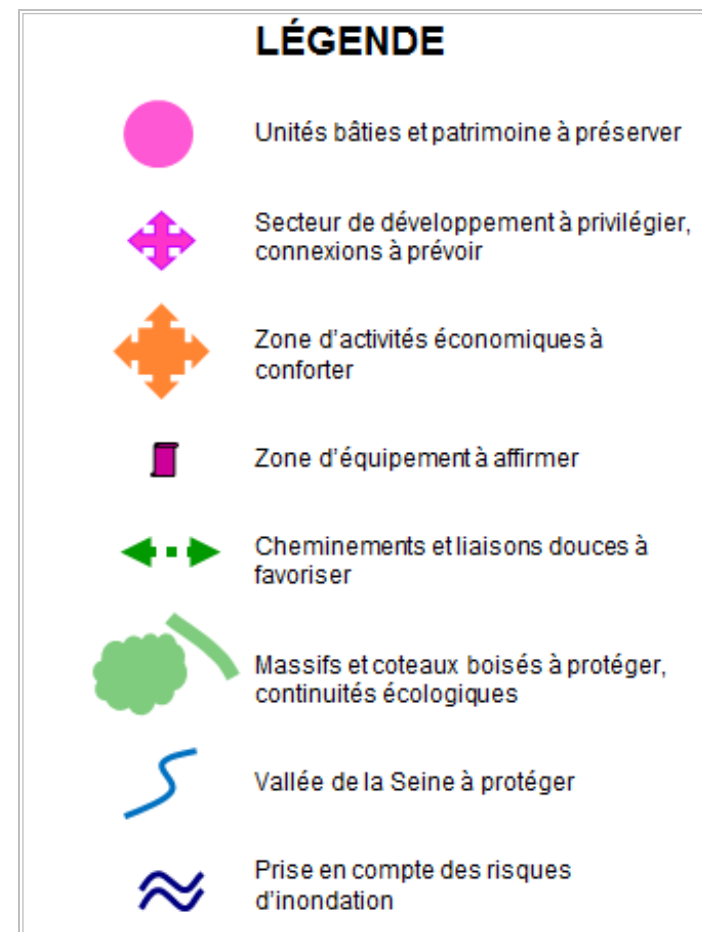 LÉGENDE
Unités bâties et patrimoine à préserver
Secteur de développement à privilégier,
connexions à prévoir
Zone d'activités économiques à
conforter
Zone d'équipement à affirmer
Cheminements et liaisons douces à
favoriser
Massifs et coteaux boisés à protéger,
continuités écologiques
Vallée de la Seine à protéger
Prise en compte des risques
d'inondation